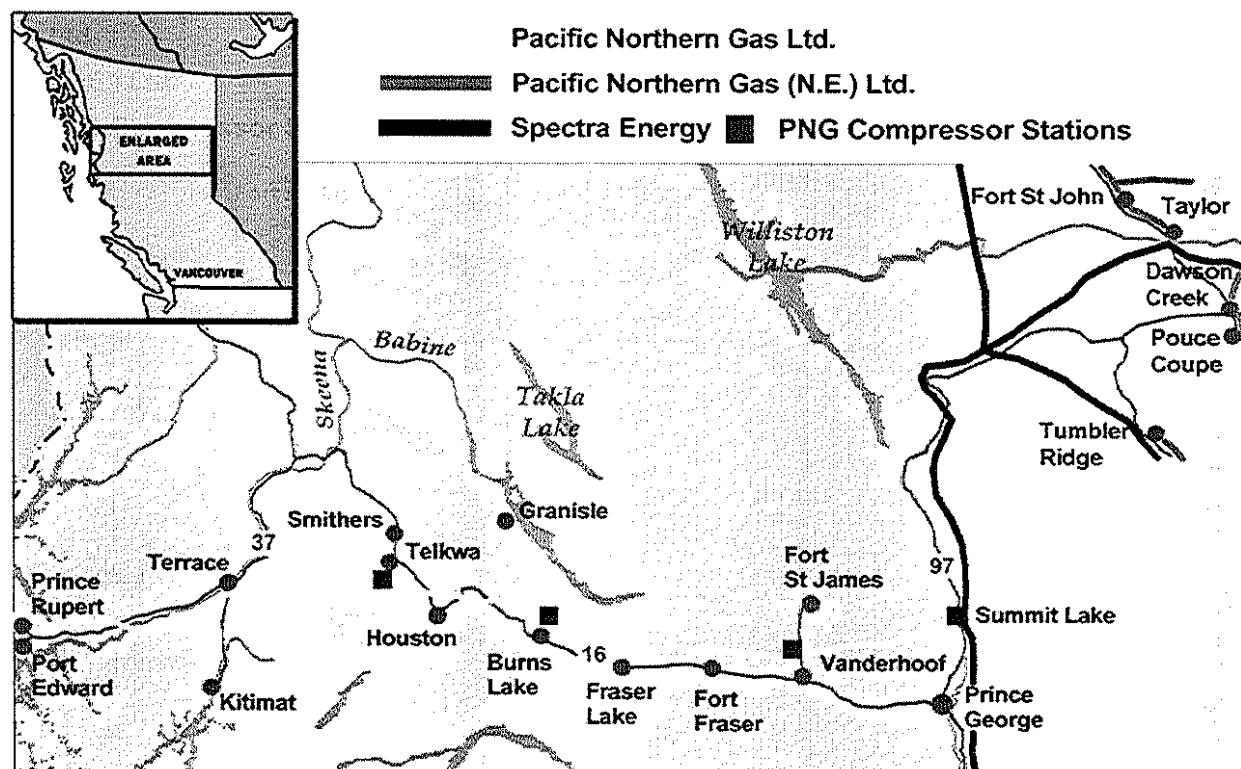 Pacific Northern Gas Ltd.
Pacific Northern Gas (N.E.) Ltd.
Spectra Energy
PNG Compressor Stations
ENLARGED
AREA
VANCOUVER
Fort St John
Taylor
Williston
Lake
Dawson
Creek
Pouce
Coupe
Babine
Skeena
Takla
Lake
Tumbler
Ridge
Smithers
Granisle
37
Telkwa
Terrace
Fort
St James
97
Prince
Rupert
Summit Lake
Houston
Port
Edward
Burns
Lake
16
Vanderhoof
Kitimat
Fraser
Lake
Fort
Fraser
Prince
George